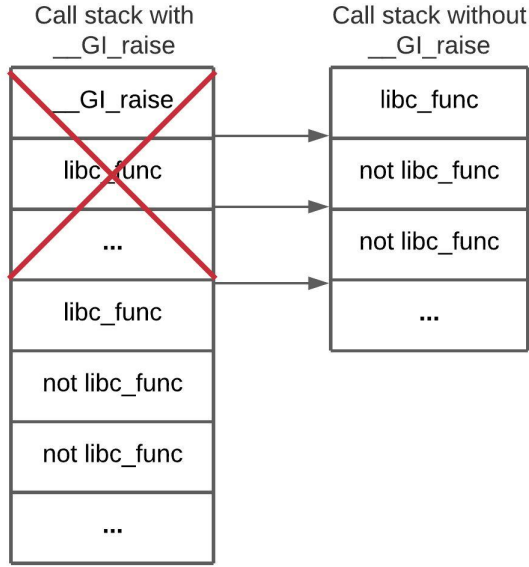 Call stack with
__GI_raise
__GI_raise
libc_func
...
libc_func
not libc_func
not libc_func
...
Call stack without
__GI_raise
libc_func
not libc_func
not libc_func
...